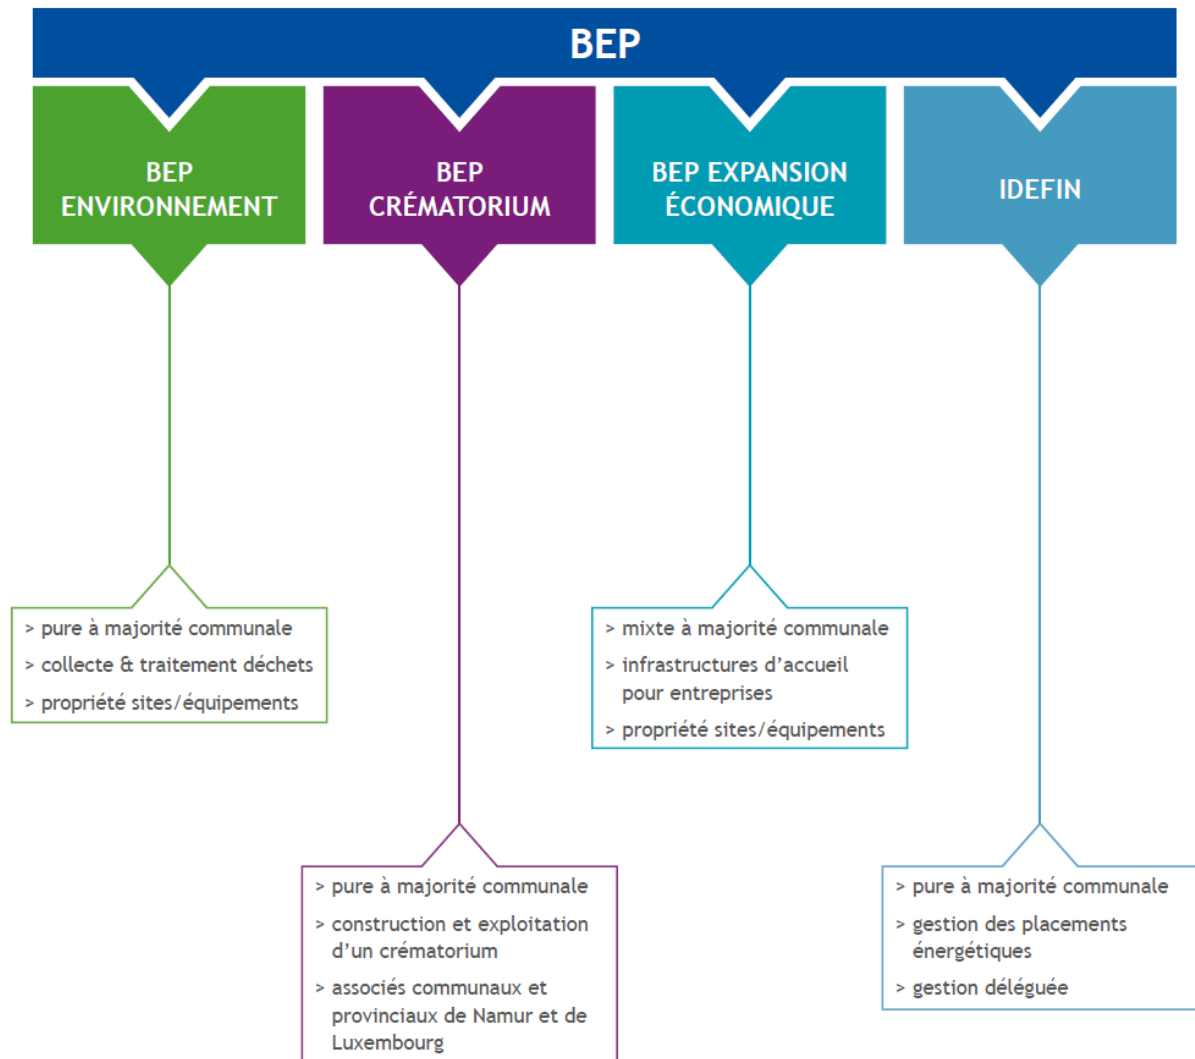 BEP
BEP
ENVIRONNEMENT
BEP
CRÉMATORIUM
BEP EXPANSION
ÉCONOMIQUE
IDEFIN
> pure à majorité communale
> collecte & traitement déchets
> propriété sites/équipements
> mixte à majorité communale
> infrastructures d'accueil
pour entreprises
> propriété sites/équipements
> pure à majorité communale
> construction et exploitation
d'un crématorium
> associés communaux et
provinciaux de Namur et de
Luxembourg
> pure à majorité communale
> gestion des placements
énergétiques
> gestion déléguée